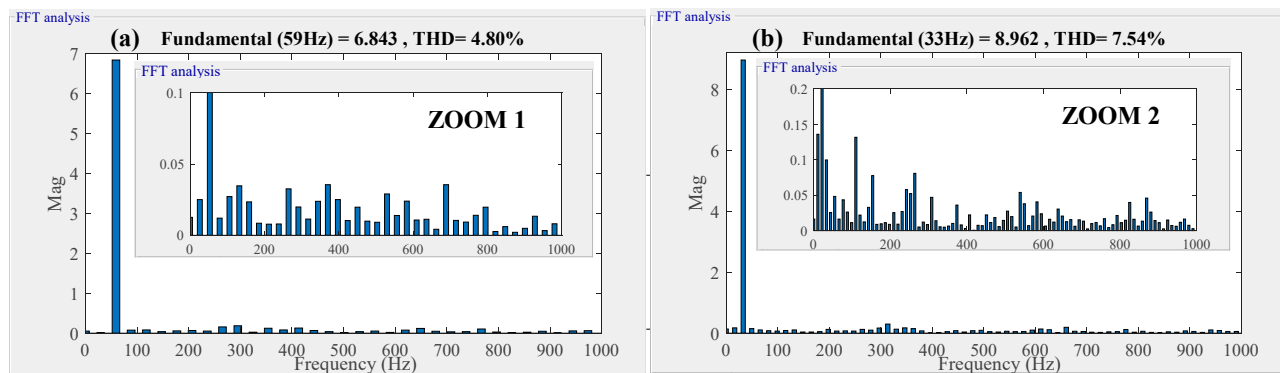 FFT analysis
(a) Fundamental (59Hz) = 6.843 , THD= 4.80%
7
6
5
4
3
2
1
0
Mag
FFT analysis
ZOOM 1
0.1
0.05
0
0 200 400 600 800 1000
0 100 200 300 400 500 600 700 800 900 1000
Frequency (Hz)
FFT analysis
(b) Fundamental (33Hz) = 8.962 , THD= 7.54%
8
6
4
2
0
Mag
FFT analysis
ZOOM 2
0.2
0.15
0.1
0.05
0
0 200 400 600 800 1000
0 100 200 300 400 500 600 700 800 900 1000
Frequency (Hz)